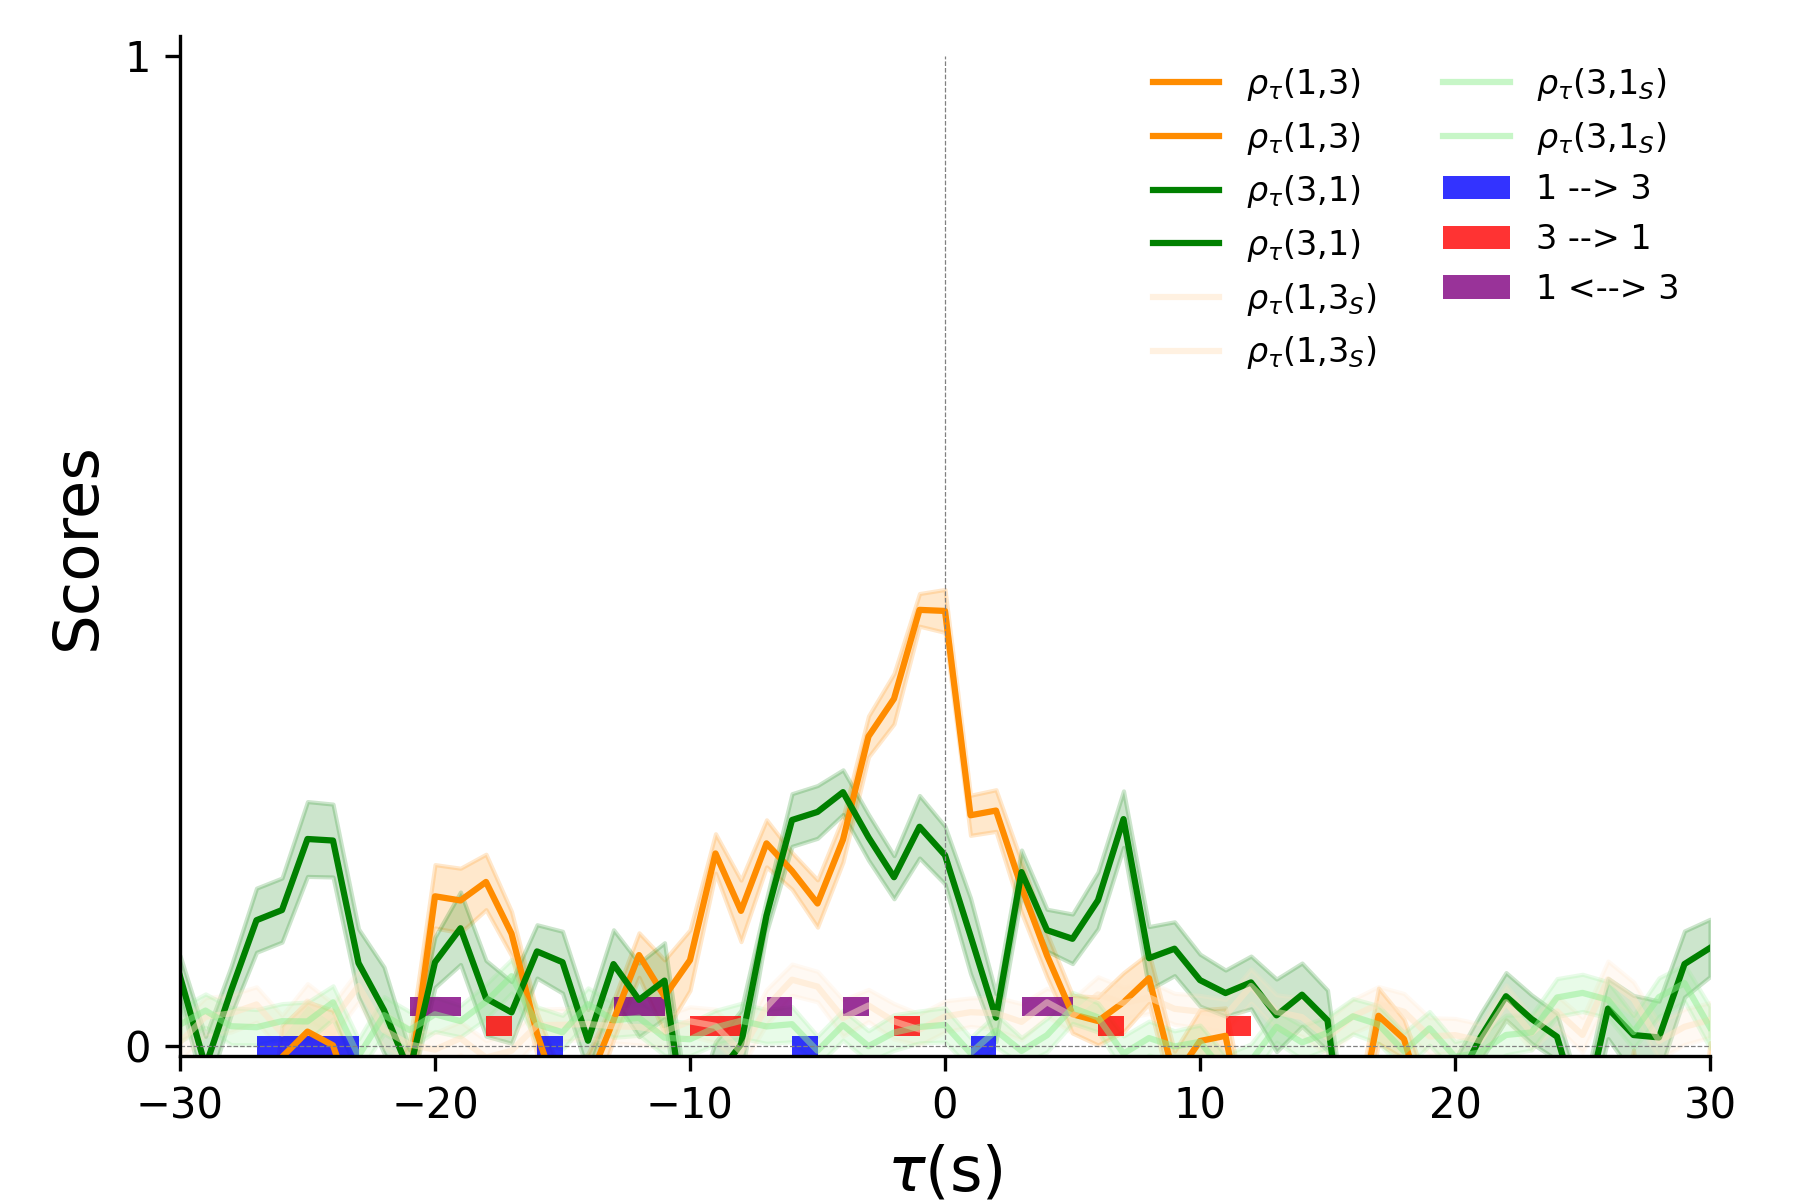 1
ρτ(1,3)
ρτ(1,3)
ρτ(3,1)
ρτ(3,1)
ρτ(1,3S)
ρτ(1,3S)
ρτ(3,1S)
ρτ(3,1S)
1 --> 3
3 --> 1
1 <--> 3
Scores
0
−30 −20 −10 0 10 20 30
τ(s)